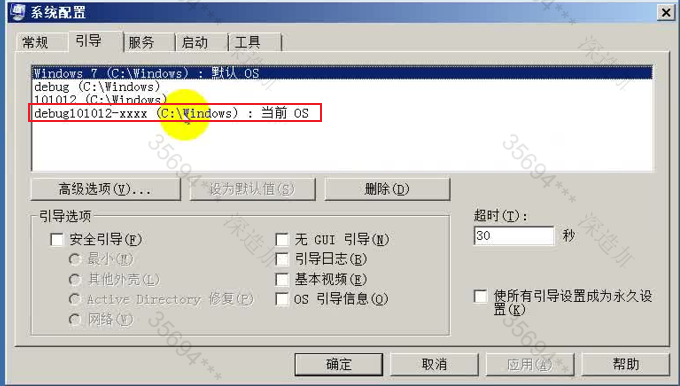 系统配置
常规 引导 服务 启动 工具
Windows 7 (C:\Windows) : 默认 OS
debug (C:\Windows)
101012 (C:\Windows)
debug101012-xxxx (C:\Windows) : 当前 OS
高级选项(V)... 设为默认值(S) 删除(D)
引导选项
超时(T):
安全引导(F) 无 GUI 引导(N)
30 秒
最小(M) 引导日志(B)
其他外壳(L) 基本视频(E)
Active Directory 修复(P) OS 引导信息(O)
使所有引导设置成为永久设
置(K)
网络(W)
确定 取消 应用(A) 帮助
深造加
35694***
35694***
深造加
深造加
35694***
35694***